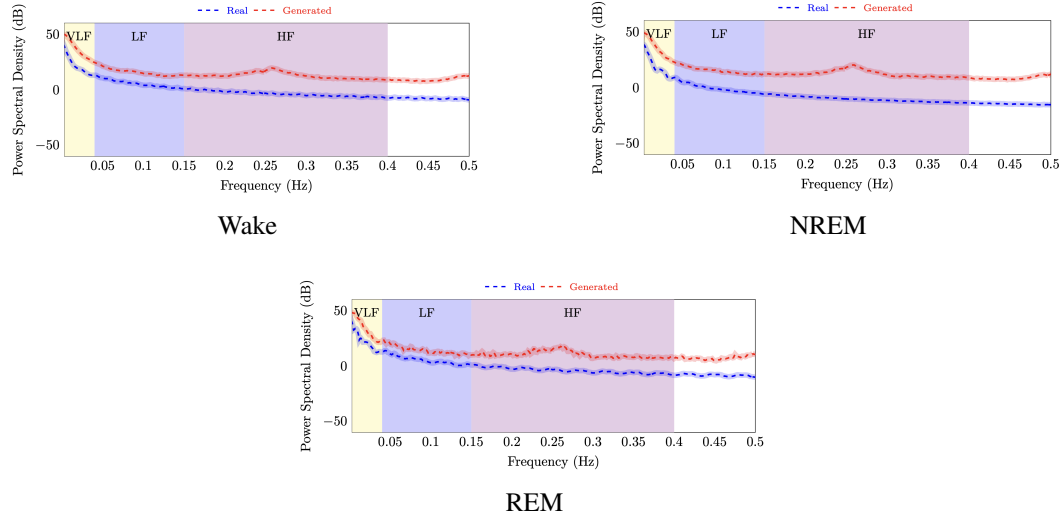 Real Generated
Power Spectral Density (dB)
50
0
−50
VLF LF HF
0.05 0.1 0.15 0.2 0.25 0.3 0.35 0.4 0.45 0.5
Frequency (Hz)
Wake
Real Generated
Power Spectral Density (dB)
50
0
−50
VLF LF HF
0.05 0.1 0.15 0.2 0.25 0.3 0.35 0.4 0.45 0.5
Frequency (Hz)
NREM
Real Generated
Power Spectral Density (dB)
50
0
−50
VLF LF HF
0.05 0.1 0.15 0.2 0.25 0.3 0.35 0.4 0.45 0.5
Frequency (Hz)
REM